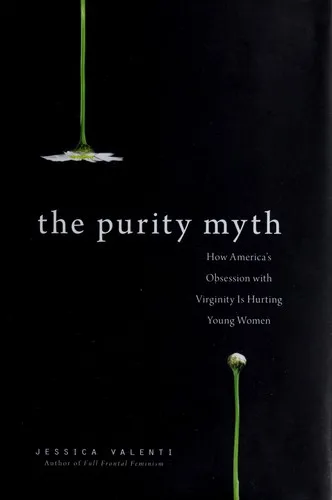 the purity myth
How America's
Obsession with
Virginity Is Hurting
Young Women
JESSICA VALENTI
Author of Full Frontal Feminism